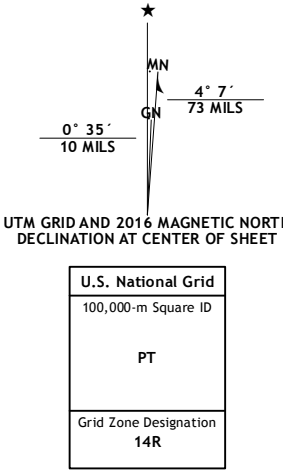 ★
MN
GN
4° 7´
73 MILS
0° 35´
10 MILS
UTM GRID AND 2016 MAGNETIC NORTH
DECLINATION AT CENTER OF SHEET
U.S. National Grid
100,000-m Square ID
PT
Grid Zone Designation
14R